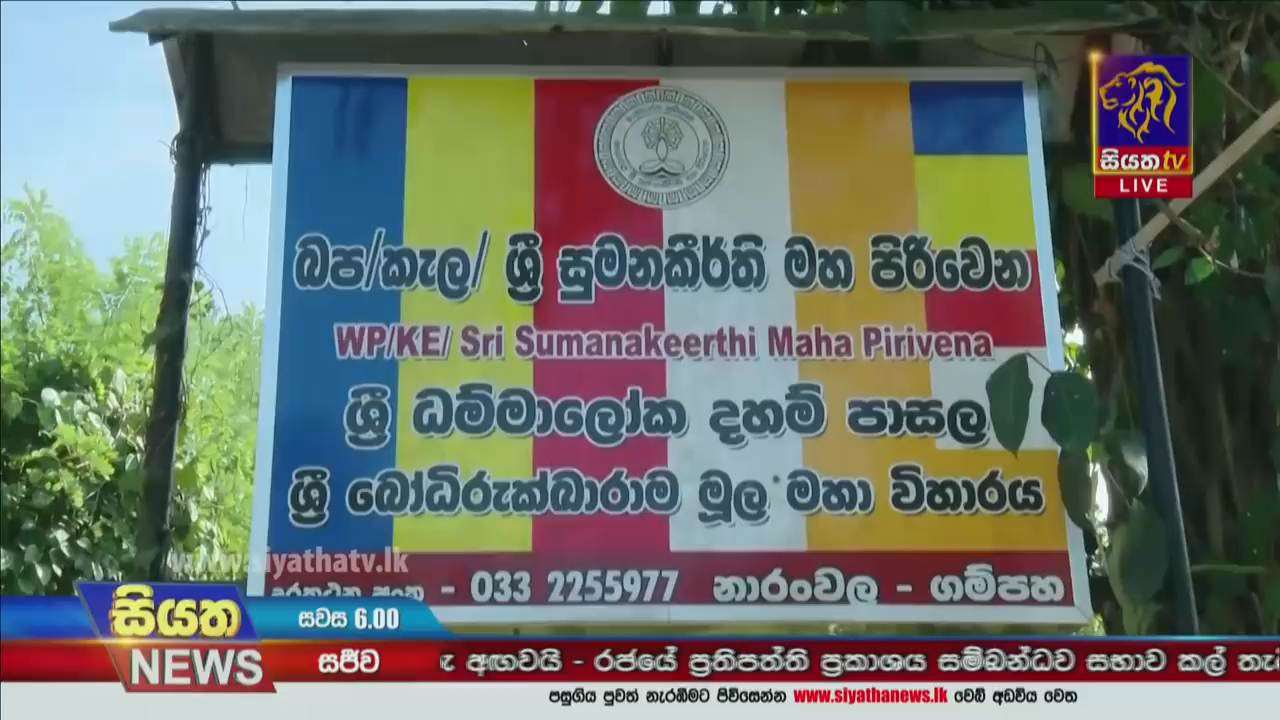 සියත tv
LIVE
බප/කැල/ ශ්‍රී සුමනකීර්ති මහ පිරිවෙන
WP/KE/ Sri Sumanakeerthi Maha Pirivena
ශ්‍රී ධම්මාලෝක දහම් පාසල
ශ්‍රී බෝධිරුක්ඛාරාම මූල මහා විහාරය
www.siyathatv.lk
- 033 2255977 නාරංවල - ගම්පහ
සියත සවස 6.00
NEWS සජීව අඟවයි - රජයේ ප්‍රතිපත්ති ප්‍රකාශය සම්බන්ධව සභාව කල් තැ
පසුගිය පුවත් නැරඹීමට පිවිසෙන්න www.siyathanews.lk වෙබ් අඩවිය වෙත